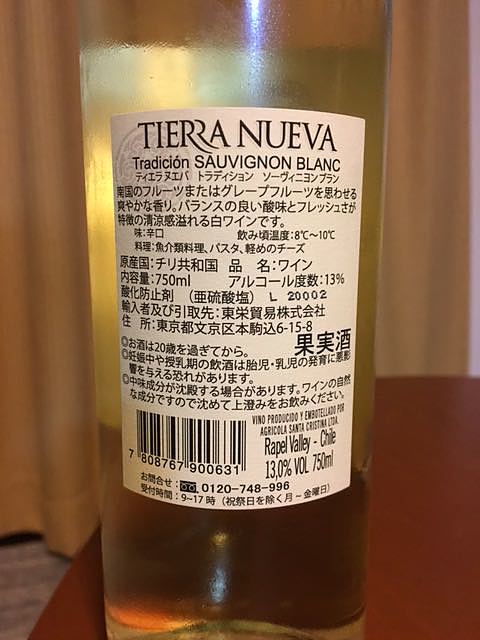 TIERRA NUEVA
Tradición SAUVIGNON BLANC
ティエラ ヌエバ トラディション ソーヴィニヨン ブラン
南国のフルーツまたはグレープフルーツを思わせる
爽やかな香り。バランスの良い酸味とフレッシュさが
特徴の清涼感溢れる白ワインです。
味：辛口 飲み頃温度：8℃～10℃
料理：魚介類料理、パスタ、軽めのチーズ
原産国：チリ共和国 品 名：ワイン
内容量：750ml アルコール度数：13%
酸化防止剤 （亜硫酸塩） L 20002
輸入者及び引取先：東栄貿易株式会社
住 所：東京都文京区本駒込6-15-8
果実酒
◎お酒は20歳を過ぎてから。
◎妊娠中や授乳期の飲酒は胎児・乳児の発育に悪影
響を与える恐れがあります。
◎中味成分が沈殿する場合があります。ワインの自然
な成分ですので沈めて上澄みをお飲みください。
VINO PRODUCIDO Y EMBOTELLADO POR
AGRICOLA SANTA CRISTINA LTDA.
Rapel Valley - Chile
13,0% VOL 750ml
7 808767 900631
お問合せ： 0120-748-996
受付時間：9~17時（祝祭日を除く月～金曜日）